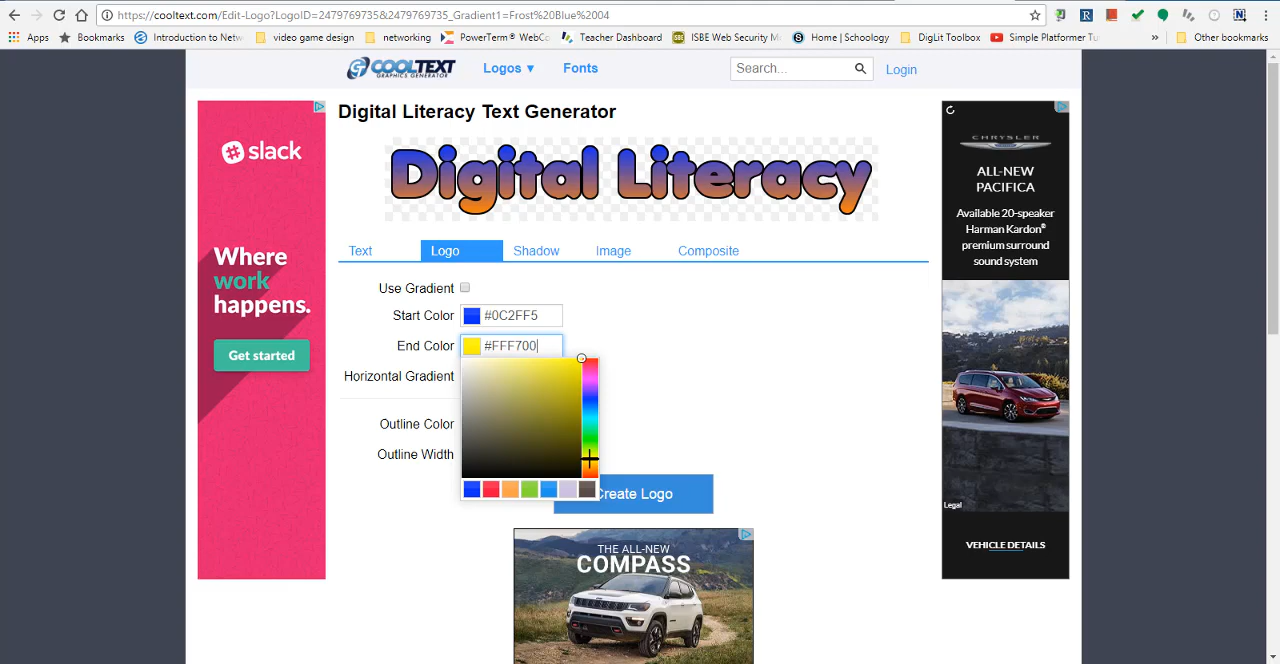 https://cooltext.com/Edit-Logo?LogoID=2479769735&2479769735_Gradient1=Frost%20Blue%2004
Apps Bookmarks Introduction to Netw video game design networking PowerTerm® WebCo Teacher Dashboard ISBE Web Security Mo Home | Schoology DigLit Toolbox Simple Platformer Tu » Other bookmarks
COOLTEXT
GRAPHICS GENERATOR
Logos ▼ Fonts Search... Login
Digital Literacy Text Generator
Digital Literacy
Text Logo Shadow Image Composite
Use Gradient
Start Color #0C2FF5
End Color #FFF700
Horizontal Gradient
Outline Color
Outline Width
Create Logo
slack
Where
work
happens.
Get started
CHRYSLER
ALL-NEW
PACIFICA
Available 20-speaker
Harman Kardon®
premium surround
sound system
Legal
VEHICLE DETAILS
THE ALL-NEW
COMPASS